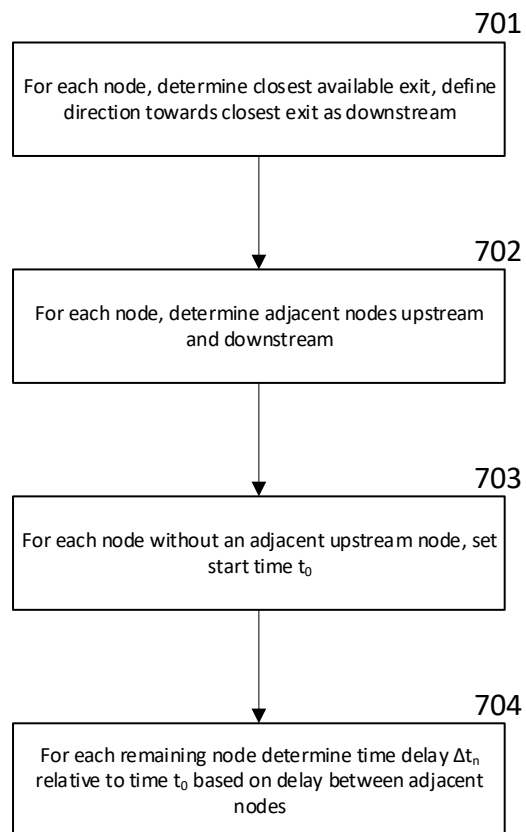 701
For each node, determine closest available exit, define
direction towards closest exit as downstream
702
For each node, determine adjacent nodes upstream
and downstream
703
For each node without an adjacent upstream node, set
start time t₀
704
For each remaining node determine time delay Δtₙ
relative to time t₀ based on delay between adjacent
nodes